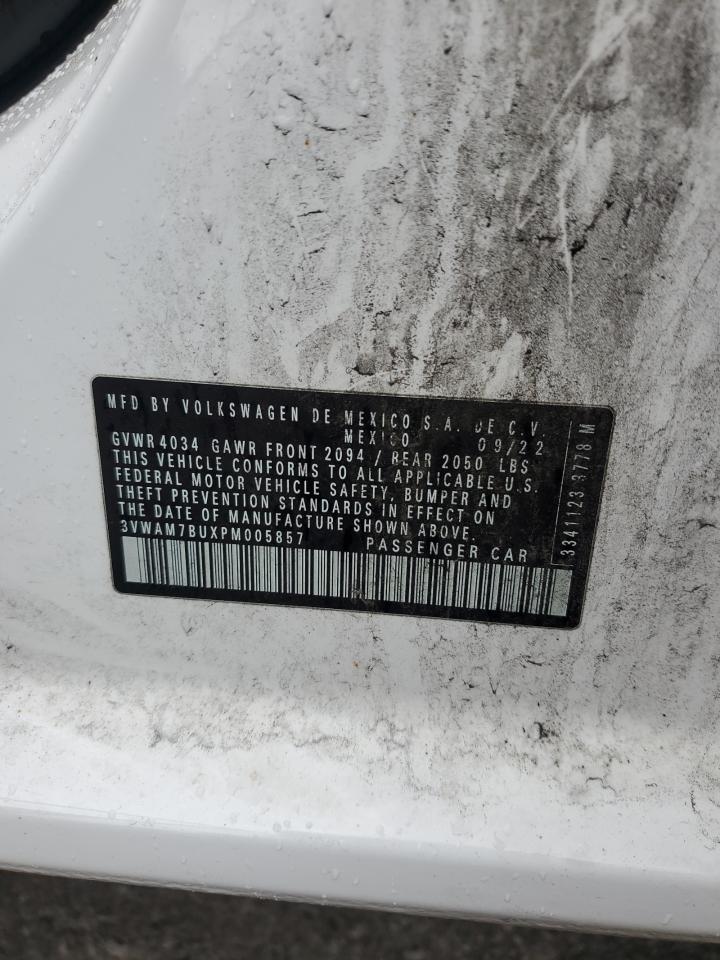 MFD BY VOLKSWAGEN DE MEXICO S.A. DE C.V.
MEXICO 09/22
GVWR 4034 GAWR FRONT 2094 / REAR 2050 LBS
THIS VEHICLE CONFORMS TO ALL APPLICABLE U.S.
FEDERAL MOTOR VEHICLE SAFETY, BUMPER AND
THEFT PREVENTION STANDARDS IN EFFECT ON
THE DATE OF MANUFACTURE SHOWN ABOVE.
3VWAM7BUXPM005857 PASSENGER CAR
3341123 3778 M